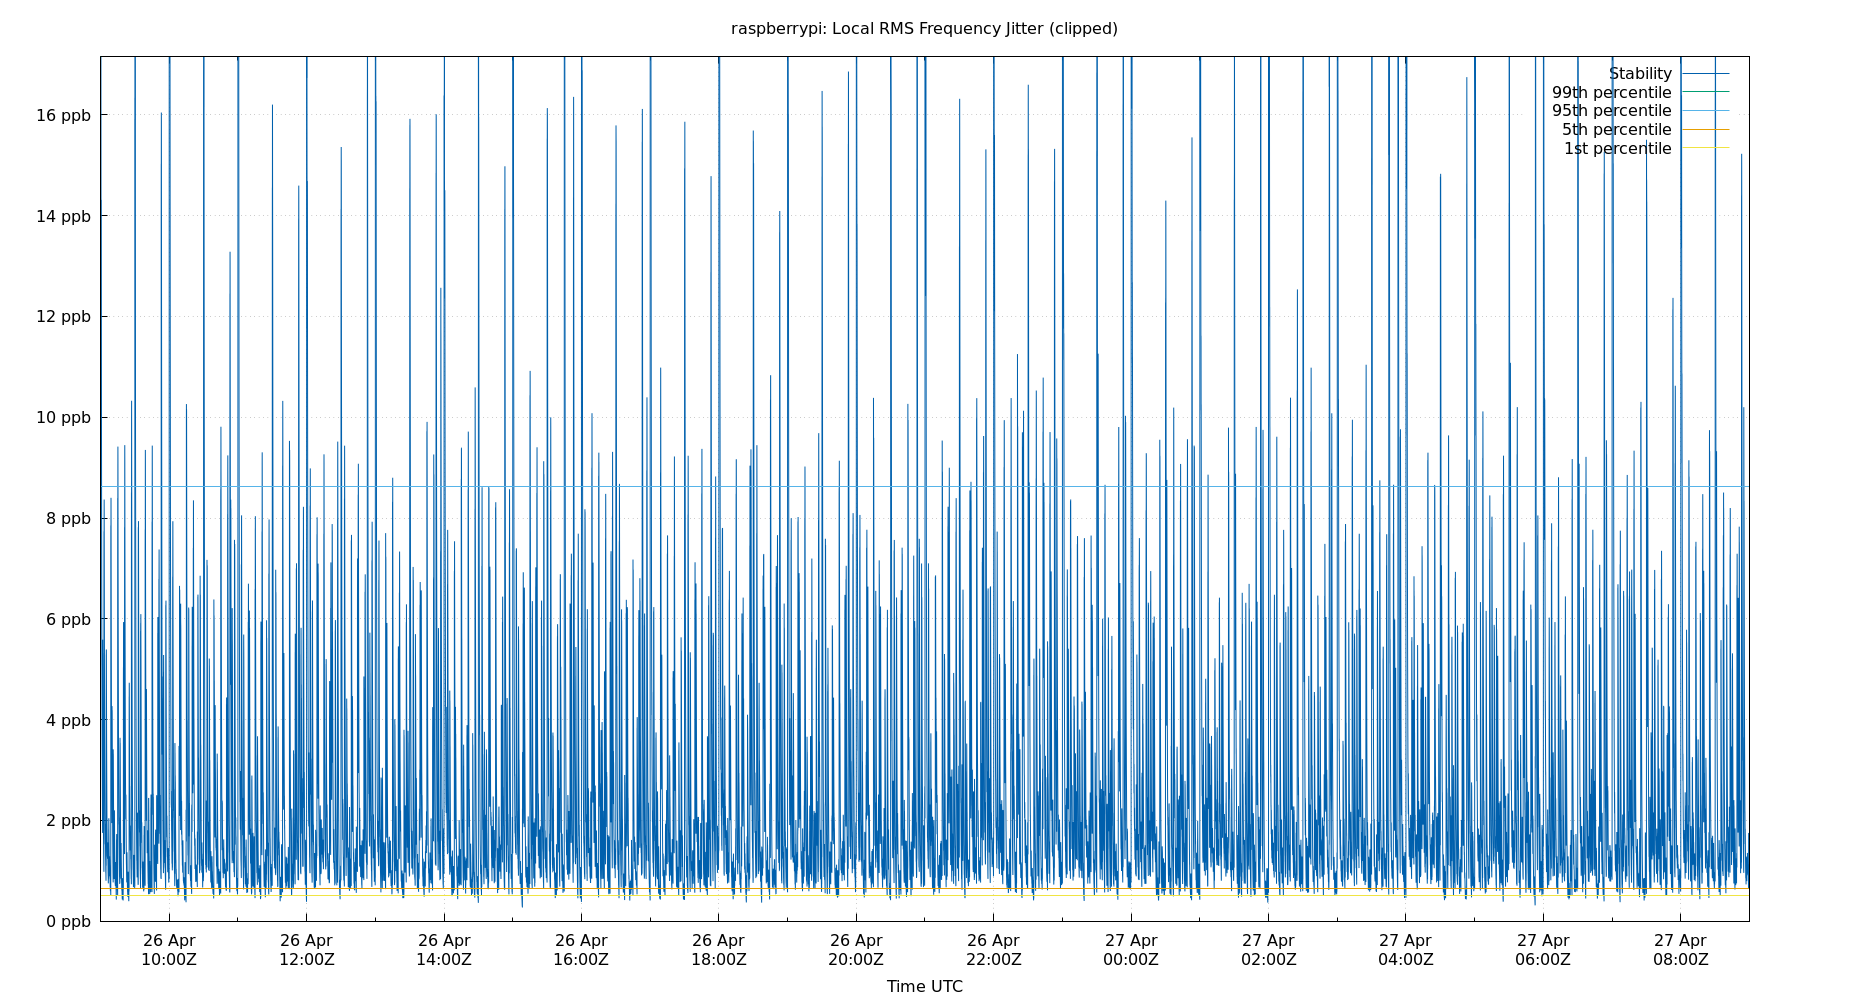 raspberrypi: Local RMS Frequency Jitter (clipped)
Stability
99th percentile
95th percentile
5th percentile
1st percentile
16 ppb
14 ppb
12 ppb
10 ppb
8 ppb
6 ppb
4 ppb
2 ppb
0 ppb
26 Apr 26 Apr 26 Apr 26 Apr 26 Apr 26 Apr 26 Apr 27 Apr 27 Apr 27 Apr 27 Apr 27 Apr
10:00Z 12:00Z 14:00Z 16:00Z 18:00Z 20:00Z 22:00Z 00:00Z 02:00Z 04:00Z 06:00Z 08:00Z
Time UTC